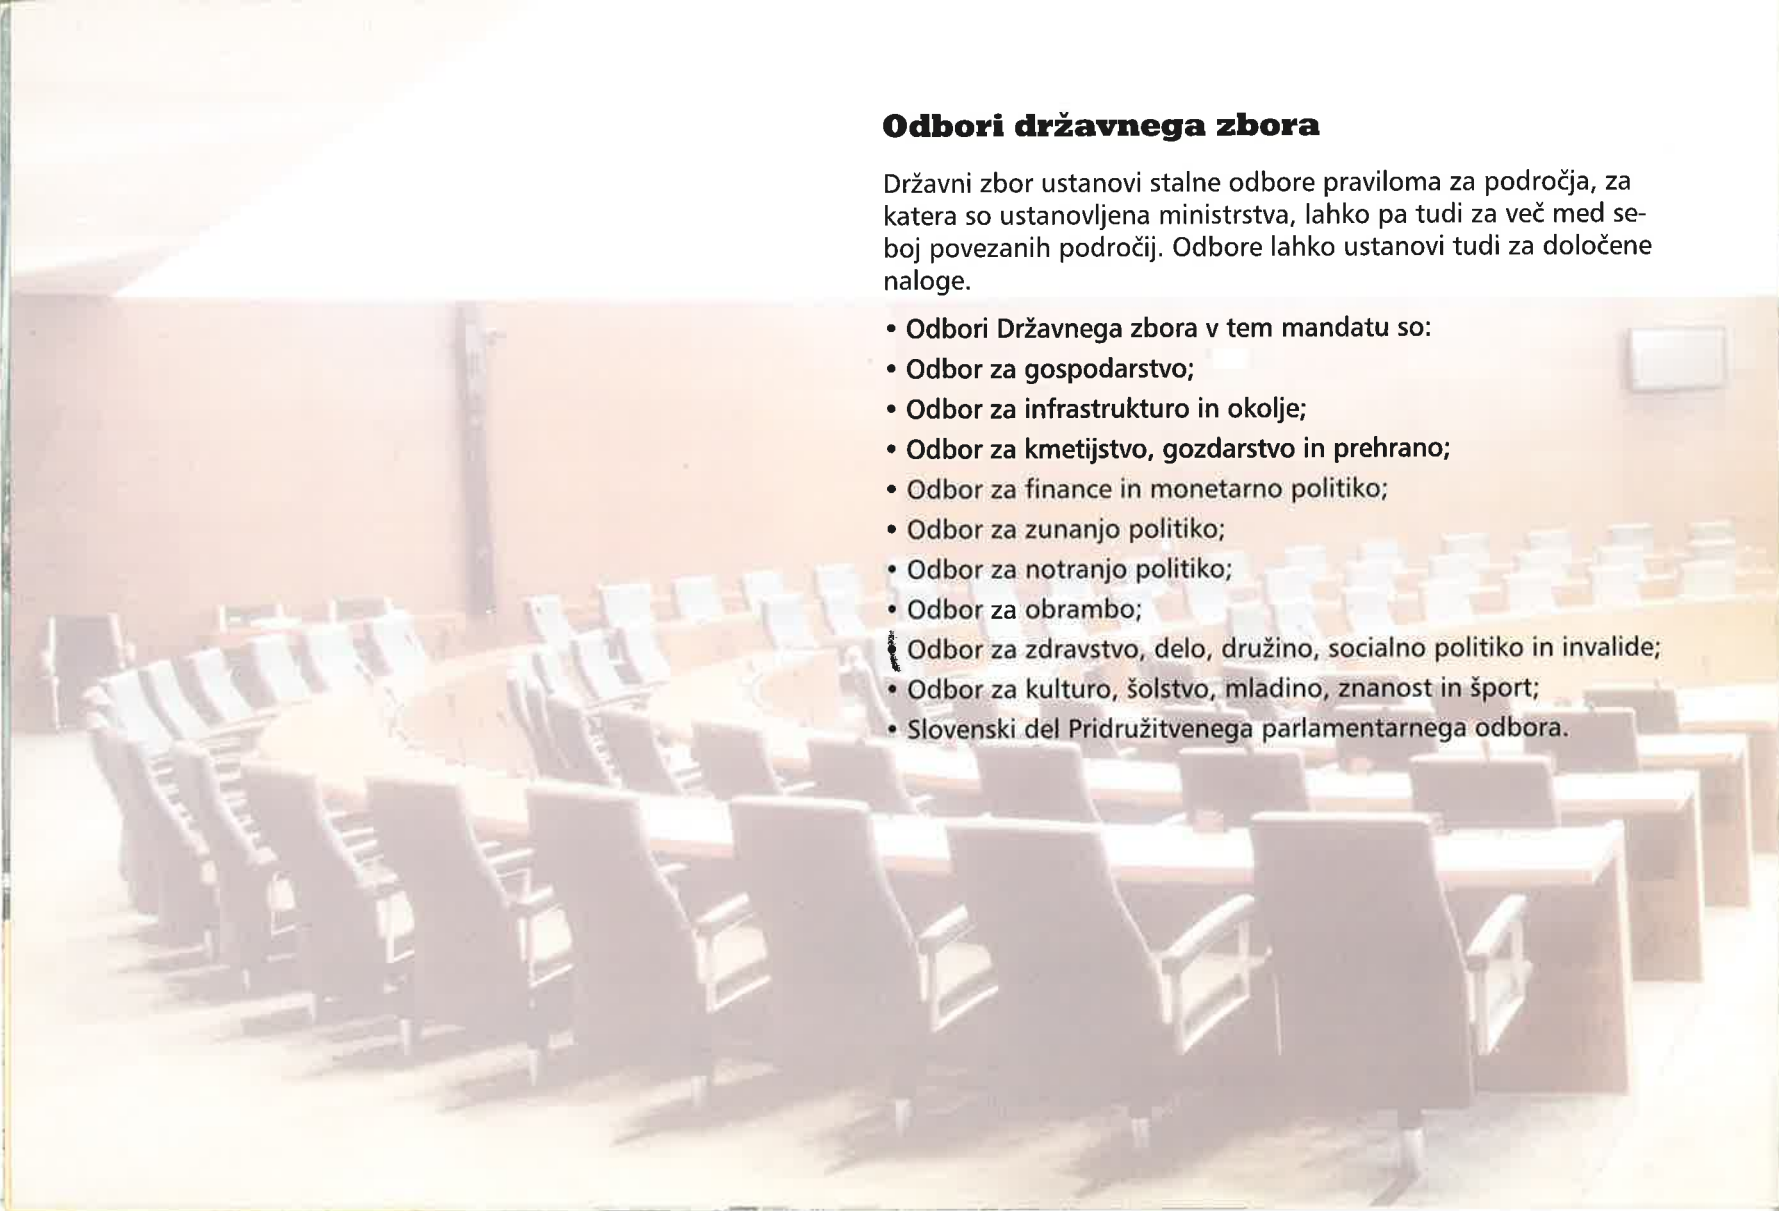 Odbori državnega zbora
Državni zbor ustanovi stalne odbore praviloma za področja, za
katera so ustanovljena ministrstva, lahko pa tudi za več med se-
boj povezanih področij. Odbore lahko ustanovi tudi za določene
naloge.
• Odbori Državnega zbora v tem mandatu so:
• Odbor za gospodarstvo;
• Odbor za infrastrukturo in okolje;
• Odbor za kmetijstvo, gozdarstvo in prehrano;
• Odbor za finance in monetarno politiko;
• Odbor za zunanjo politiko;
• Odbor za notranjo politiko;
• Odbor za obrambo;
• Odbor za zdravstvo, delo, družino, socialno politiko in invalide;
• Odbor za kulturo, šolstvo, mladino, znanost in šport;
• Slovenski del Pridružitvenega parlamentarnega odbora.